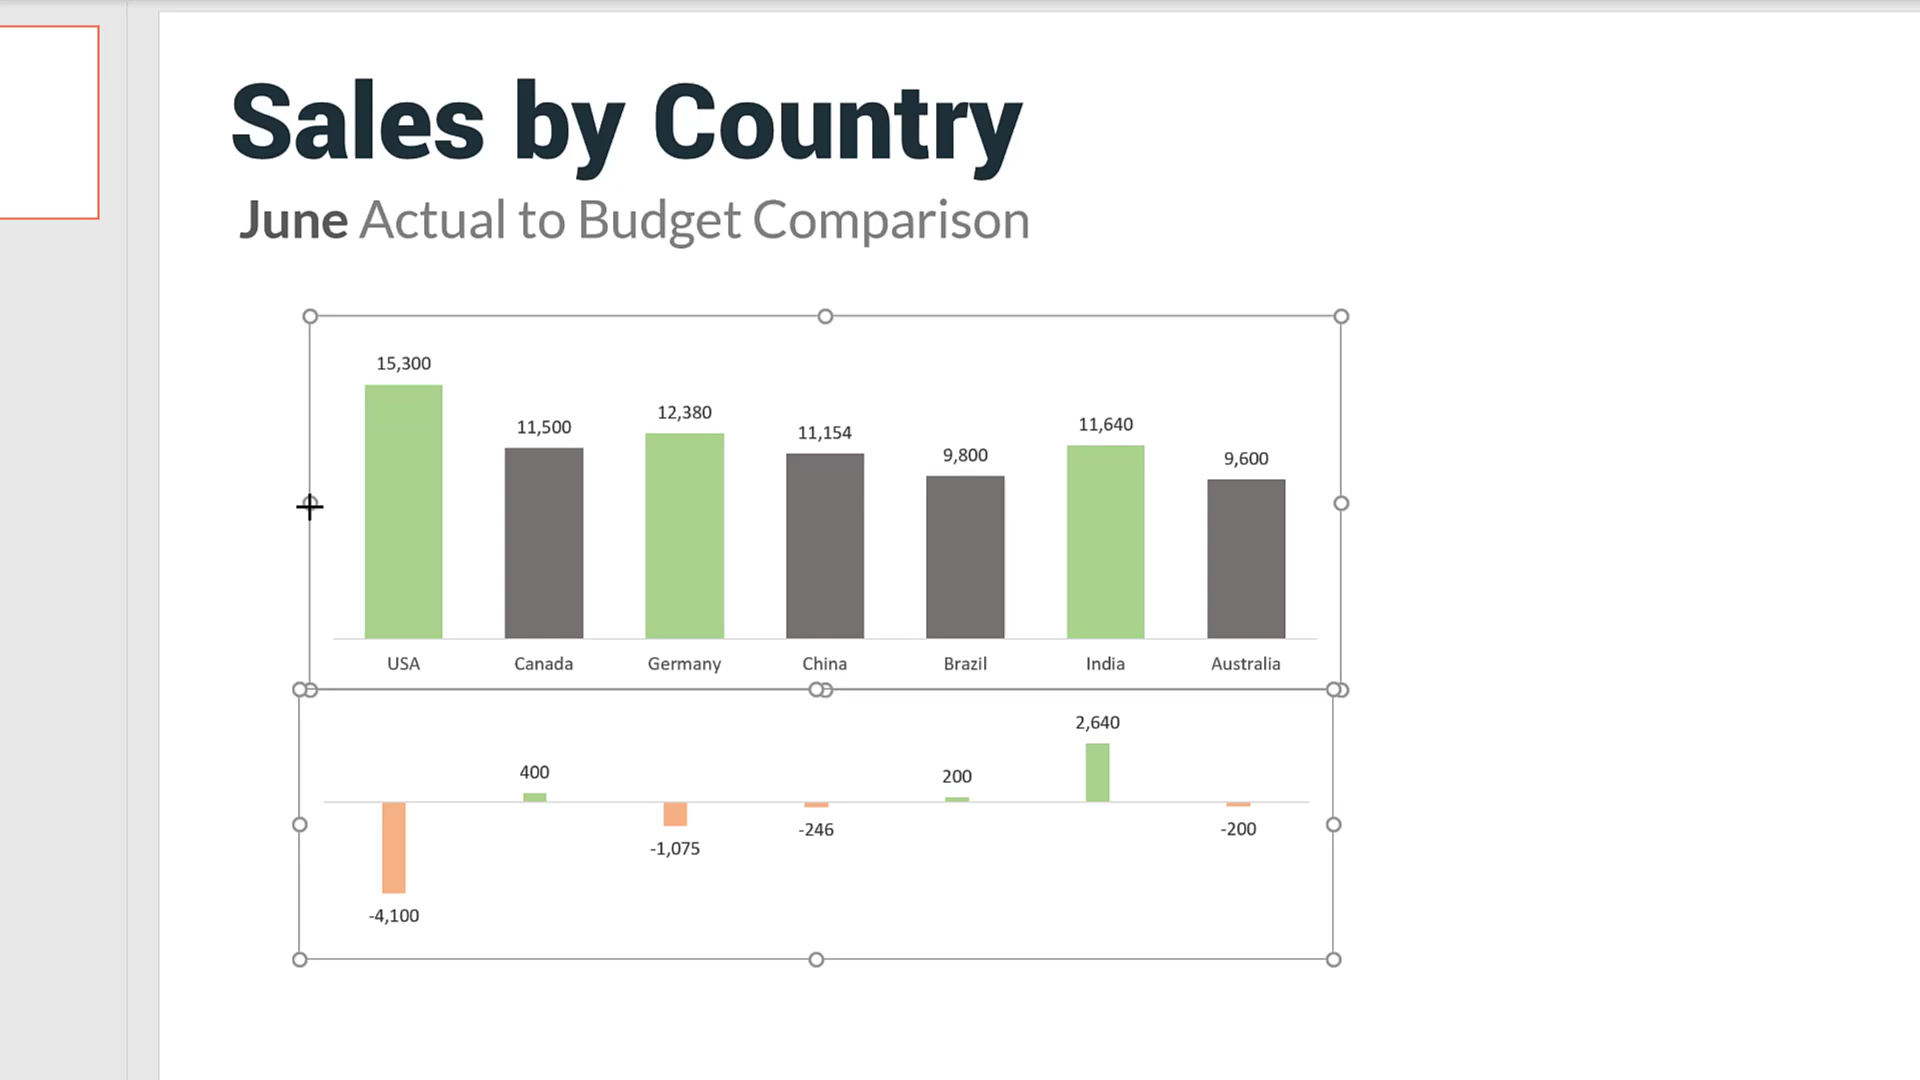 Sales by Country
June Actual to Budget Comparison
15,300
11,500
12,380
11,154
9,800
11,640
9,600
USA
Canada
Germany
China
Brazil
India
Australia
-4,100
400
-1,075
-246
200
2,640
-200